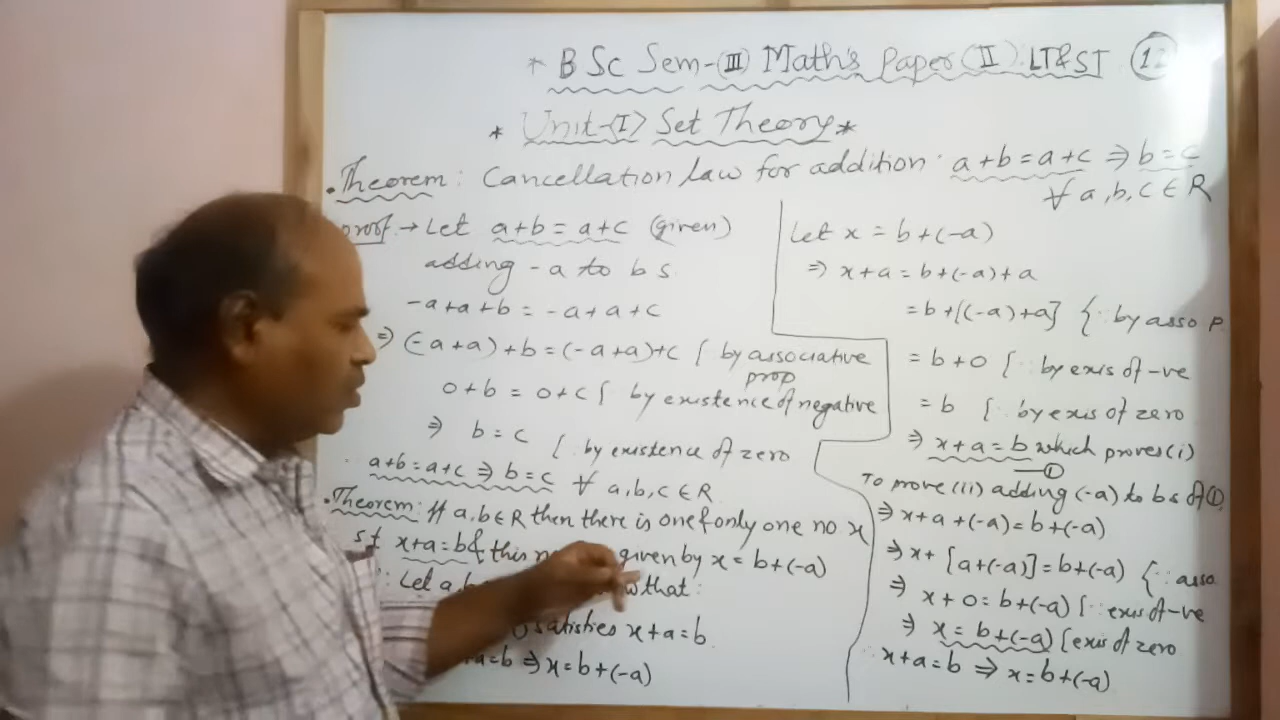 * BSc Sem-(III) Math's Paper (II) LT&ST
* Unit-(I) Set Theory *
• Theorem: Cancellation law for addition: a+b=a+c ⇒ b=c
∀ a,b,c ∈ R
proof → Let a+b = a+c (given)
adding -a to b s.
-a+a+b = -a+a+c
⇒ (-a+a)+b=(-a+a)+c { by associative
prop
0+b = 0+c { by existence of negative
⇒ b=c { by existence of zero
∴ a+b=a+c ⇒ b=c ∀ a,b,c ∈ R
• Theorem: If a,b∈R then there is one & only one no x
st x+a=b & this given by x = b+(-a)
: Let a, that:
satisfies x+a=b
=b ⇒ x=b+(-a)
Let x = b+(-a)
⇒ x+a = b+(-a)+a
= b+[(-a)+a] {∵ by asso p.
= b+0 {∵ by exis of -ve
= b {∵ by exis of zero
⇒ x+a=b which proves (i)
①
To prove (ii) adding (-a) to b s of ①
⇒ x+a+(-a)=b+(-a)
⇒ x+[a+(-a)]=b+(-a) {∵ asso
⇒ x+0=b+(-a) {∵ exis of -ve
⇒ x=b+(-a) {exis of zero
∴ x+a=b ⇒ x=b+(-a)